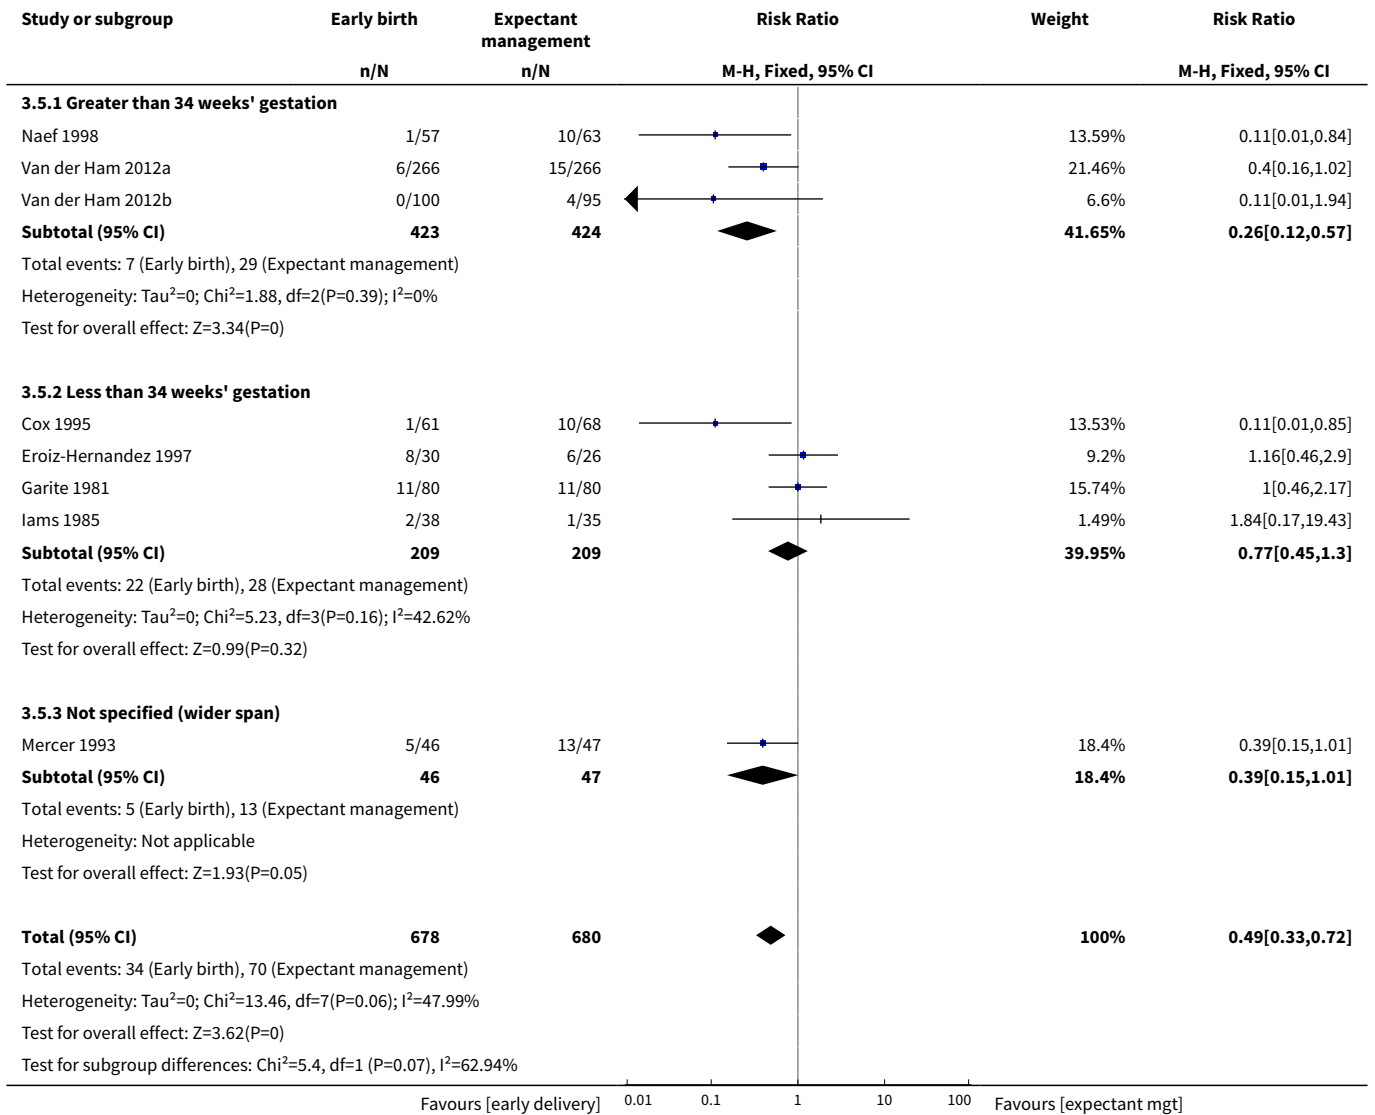 Study or subgroup Early birth Expectant management Risk Ratio Weight Risk Ratio
n/N n/N M-H, Fixed, 95% CI M-H, Fixed, 95% CI
3.5.1 Greater than 34 weeks' gestation
Naef 1998 1/57 10/63 13.59% 0.11[0.01,0.84]
Van der Ham 2012a 6/266 15/266 21.46% 0.4[0.16,1.02]
Van der Ham 2012b 0/100 4/95 6.6% 0.11[0.01,1.94]
Subtotal (95% CI) 423 424 41.65% 0.26[0.12,0.57]
Total events: 7 (Early birth), 29 (Expectant management)
Heterogeneity: Tau²=0; Chi²=1.88, df=2(P=0.39); I²=0%
Test for overall effect: Z=3.34(P=0)
3.5.2 Less than 34 weeks' gestation
Cox 1995 1/61 10/68 13.53% 0.11[0.01,0.85]
Eroiz-Hernandez 1997 8/30 6/26 9.2% 1.16[0.46,2.9]
Garite 1981 11/80 11/80 15.74% 1[0.46,2.17]
Iams 1985 2/38 1/35 1.49% 1.84[0.17,19.43]
Subtotal (95% CI) 209 209 39.95% 0.77[0.45,1.3]
Total events: 22 (Early birth), 28 (Expectant management)
Heterogeneity: Tau²=0; Chi²=5.23, df=3(P=0.16); I²=42.62%
Test for overall effect: Z=0.99(P=0.32)
3.5.3 Not specified (wider span)
Mercer 1993 5/46 13/47 18.4% 0.39[0.15,1.01]
Subtotal (95% CI) 46 47 18.4% 0.39[0.15,1.01]
Total events: 5 (Early birth), 13 (Expectant management)
Heterogeneity: Not applicable
Test for overall effect: Z=1.93(P=0.05)
Total (95% CI) 678 680 100% 0.49[0.33,0.72]
Total events: 34 (Early birth), 70 (Expectant management)
Heterogeneity: Tau²=0; Chi²=13.46, df=7(P=0.06); I²=47.99%
Test for overall effect: Z=3.62(P=0)
Test for subgroup differences: Chi²=5.4, df=1 (P=0.07), I²=62.94%
Favours [early delivery] 0.01 0.1 1 10 100 Favours [expectant mgt]